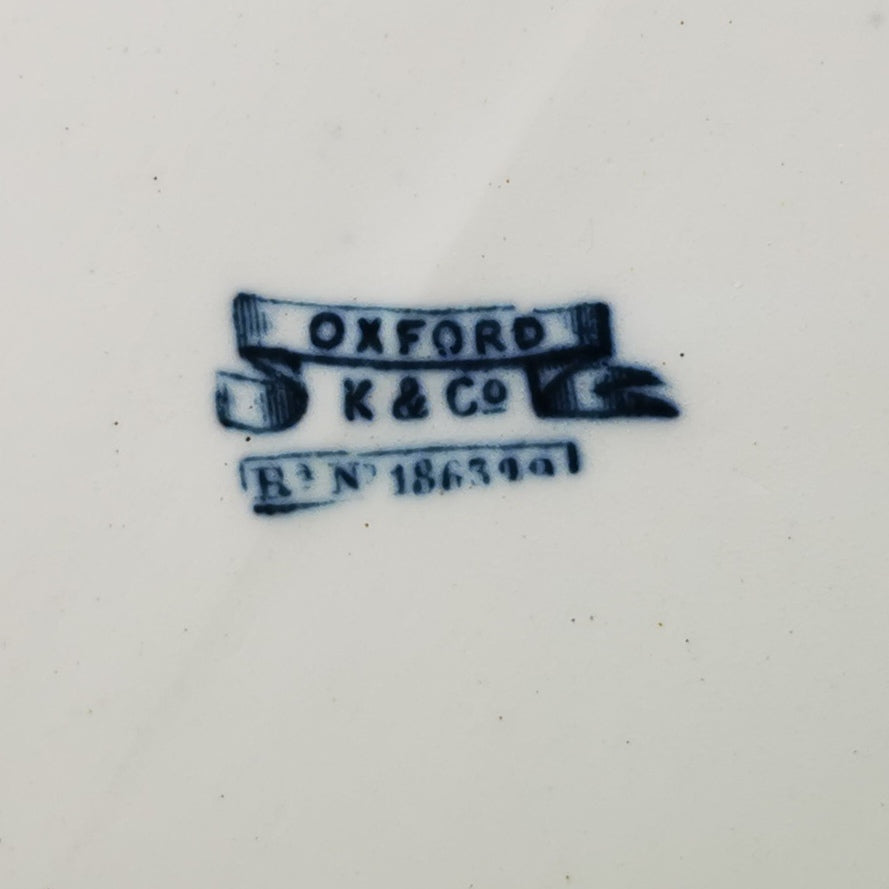 OXFORD
K & Cº
Rᵈ Nº 186399